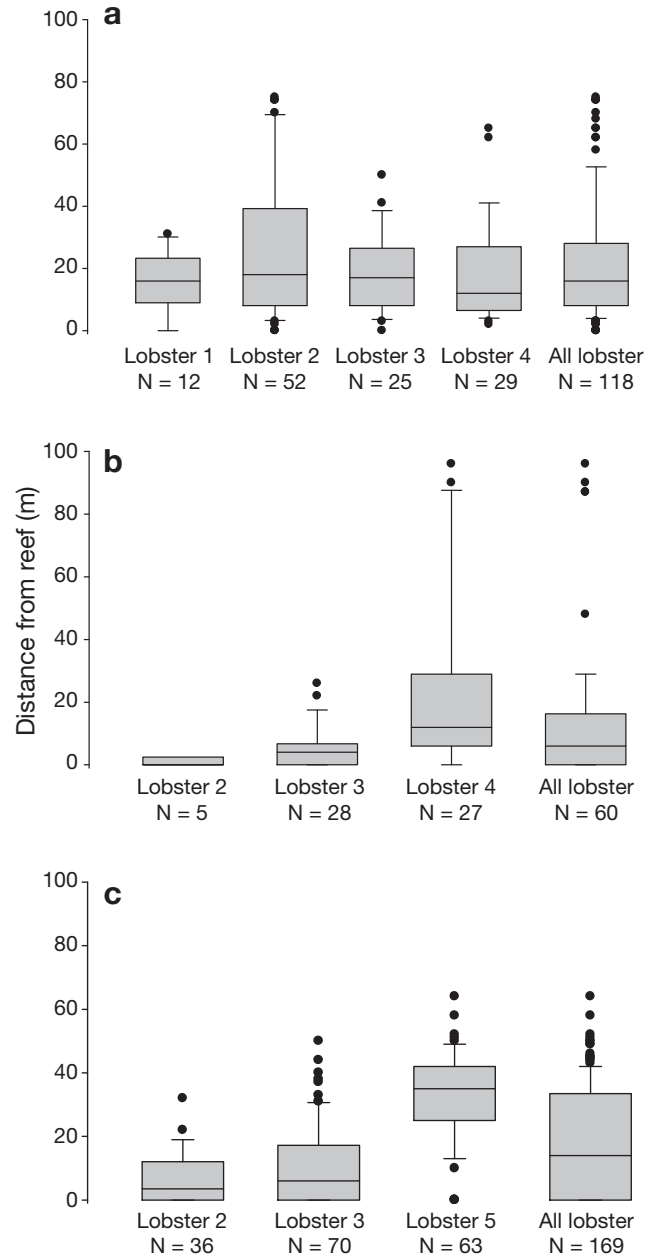 a
100
80
60
40
20
0
Lobster 1 Lobster 2 Lobster 3 Lobster 4 All lobster
N = 12 N = 52 N = 25 N = 29 N = 118
b
Distance from reef (m)
100
80
60
40
20
0
Lobster 2 Lobster 3 Lobster 4 All lobster
N = 5 N = 28 N = 27 N = 60
c
100
80
60
40
20
0
Lobster 2 Lobster 3 Lobster 5 All lobster
N = 36 N = 70 N = 63 N = 169